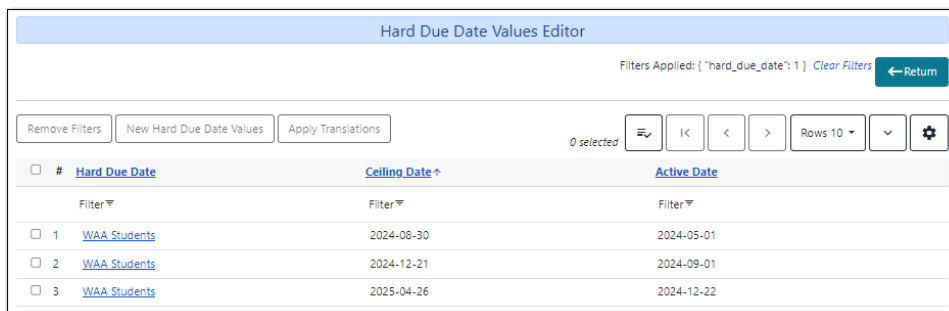 Hard Due Date Values Editor
Filters Applied: { "hard_due_date": 1 } Clear Filters ←Return
Remove Filters New Hard Due Date Values Apply Translations 0 selected Rows 10
# Hard Due Date Ceiling Date↑ Active Date
Filter Filter Filter
1 WAA Students 2024-08-30 2024-05-01
2 WAA Students 2024-12-21 2024-09-01
3 WAA Students 2025-04-26 2024-12-22